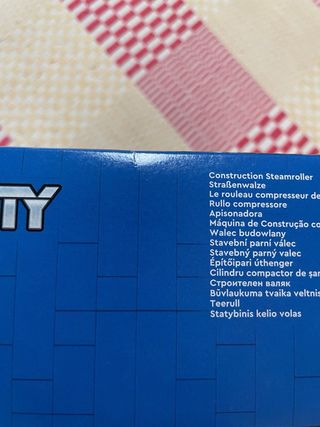 TY
Construction Steamroller
Straßenwalze
Le rouleau compresseur de
Rullo compressore
Apisonadora
Máquina de Construção co
Walec budowlany
Stavební parní válec
Stavebný parný valec
Építőipari úthenger
Cilindru compactor de șan
Строителен валяк
Būvlaukuma tvaika veltnis
Teerull
Statybinis kelio volas